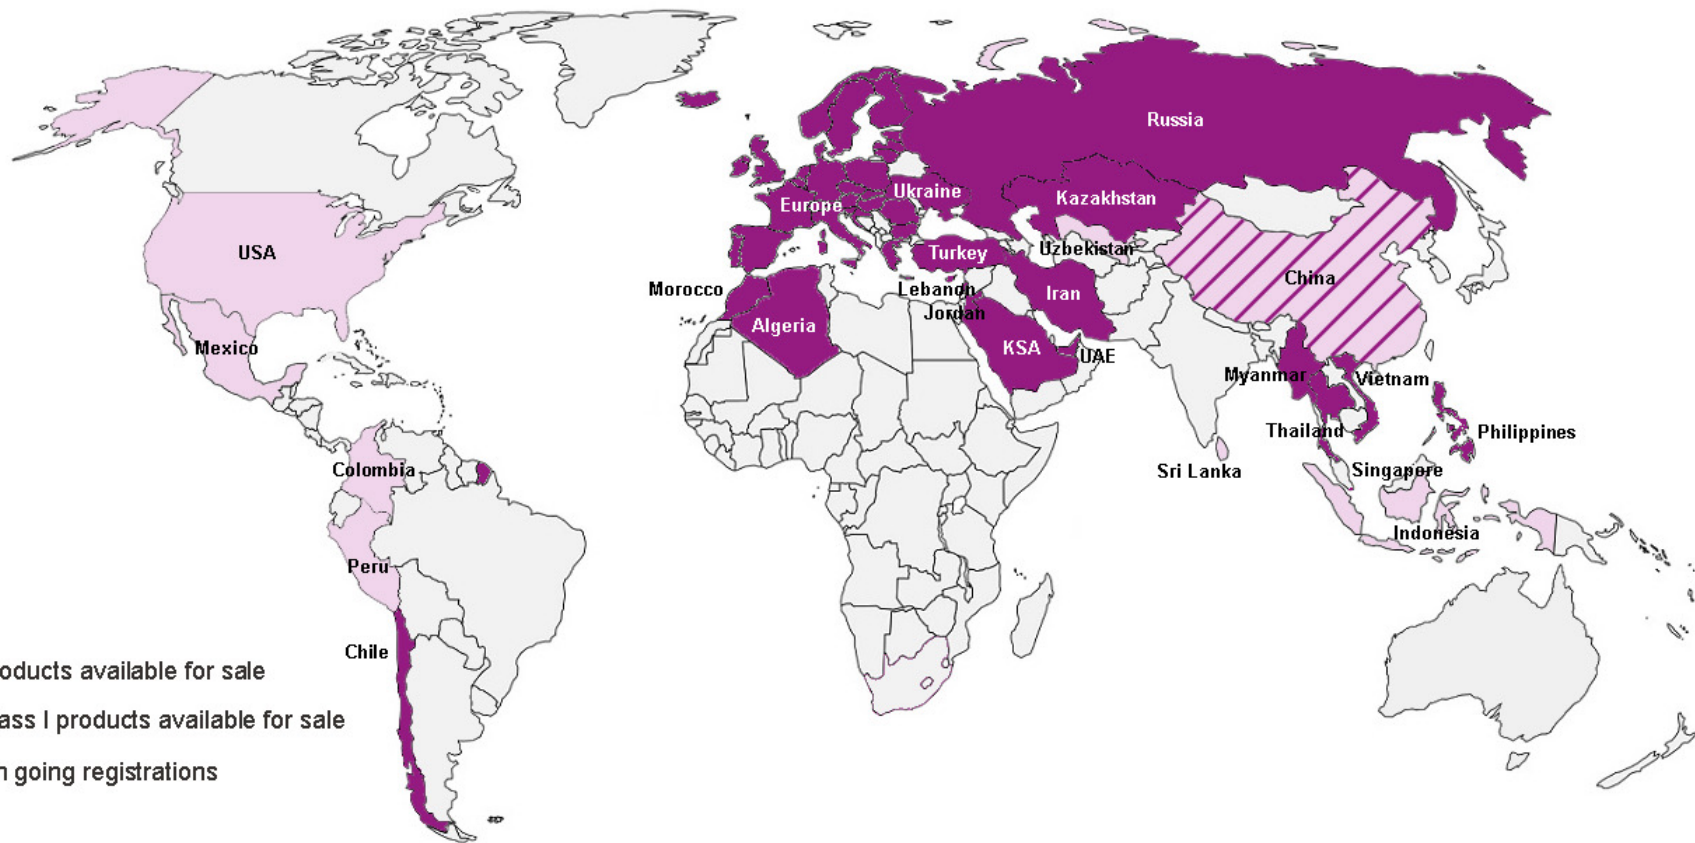 Russia
Ukraine
Kazakhstan
Europe
USA
Turkey
Uzbekistan
China
Morocco
Lebanon
Iran
Jordan
Algeria
KSA
UAE
Mexico
Myanmar
Vietnam
Thailand
Philippines
Colombia
Sri Lanka
Singapore
Indonesia
Peru
Chile
oducts available for sale
ass I products available for sale
n going registrations